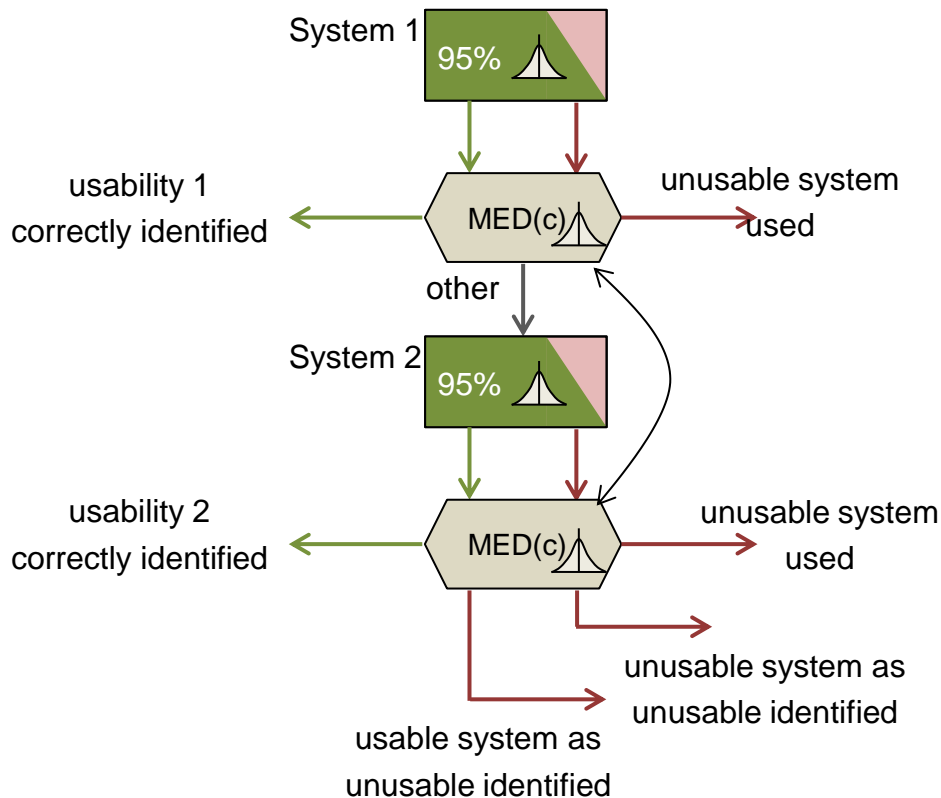 System 1
95%
usability 1
correctly identified
MED(c)
unusable system
used
other
System 2
95%
usability 2
correctly identified
MED(c)
unusable system
used
unusable system as
unusable identified
usable system as
unusable identified